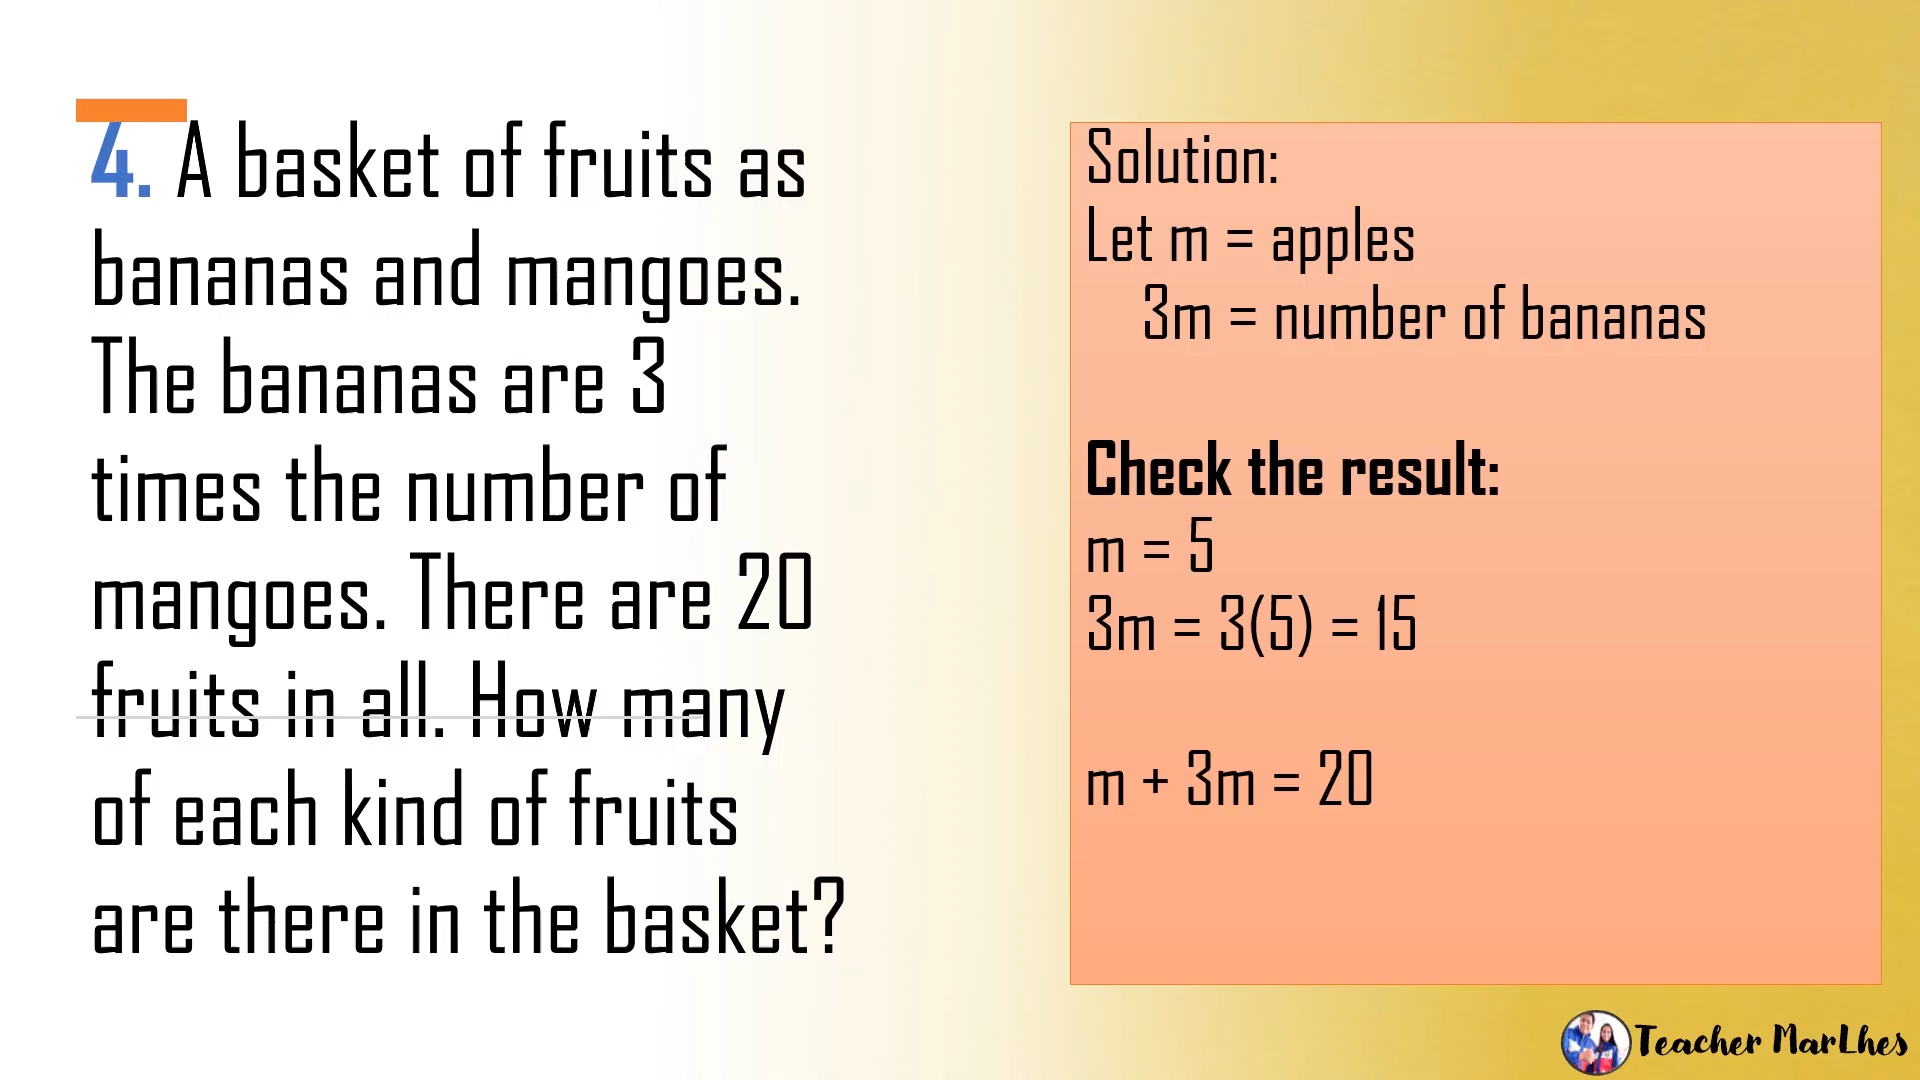 4. A basket of fruits as
bananas and mangoes.
The bananas are 3
times the number of
mangoes. There are 20
fruits in all. How many
of each kind of fruits
are there in the basket?
Solution:
Let m = apples
3m = number of bananas
Check the result:
m = 5
3m = 3(5) = 15
m + 3m = 20
Teacher MarLhes